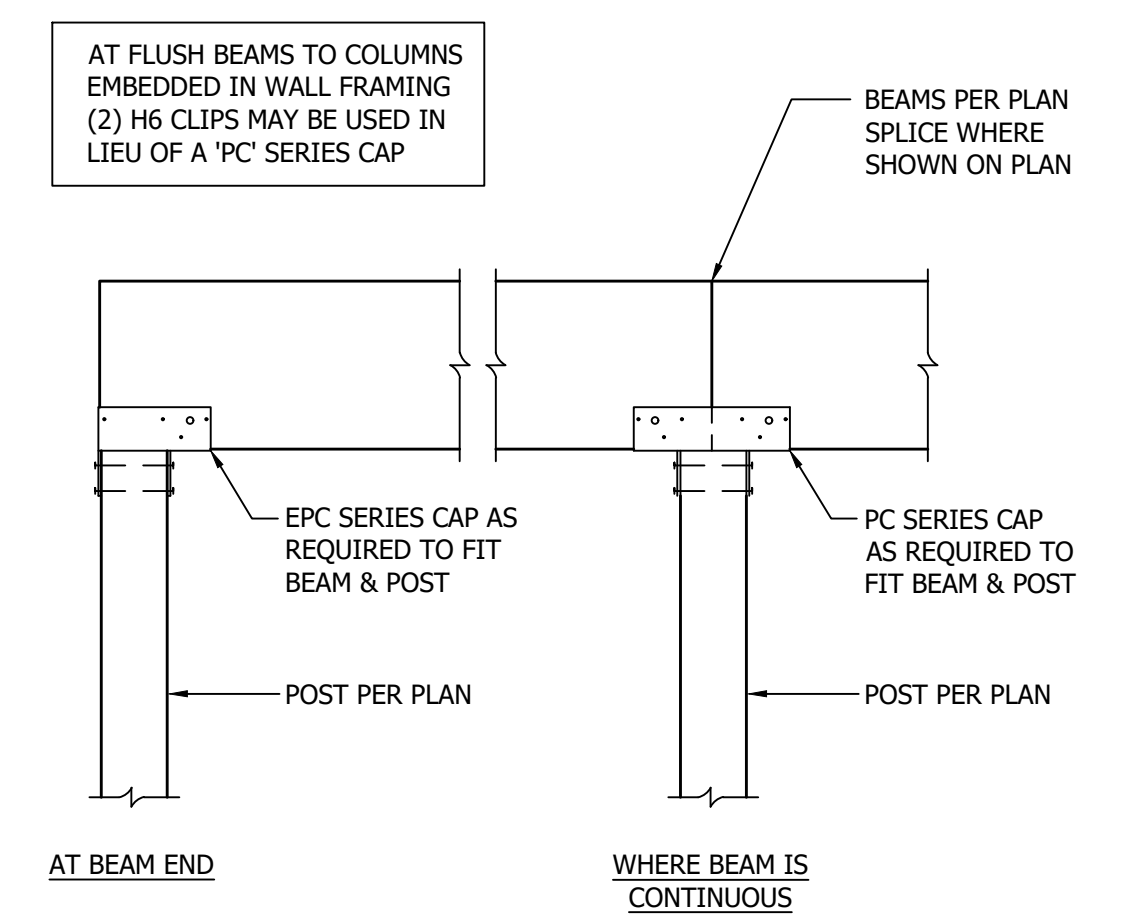 AT FLUSH BEAMS TO COLUMNS
EMBEDDED IN WALL FRAMING
(2) H6 CLIPS MAY BE USED IN
LIEU OF A 'PC' SERIES CAP
BEAMS PER PLAN
SPLICE WHERE
SHOWN ON PLAN
EPC SERIES CAP AS
REQUIRED TO FIT
BEAM & POST
PC SERIES CAP
AS REQUIRED TO
FIT BEAM & POST
POST PER PLAN
POST PER PLAN
AT BEAM END
WHERE BEAM IS
CONTINUOUS